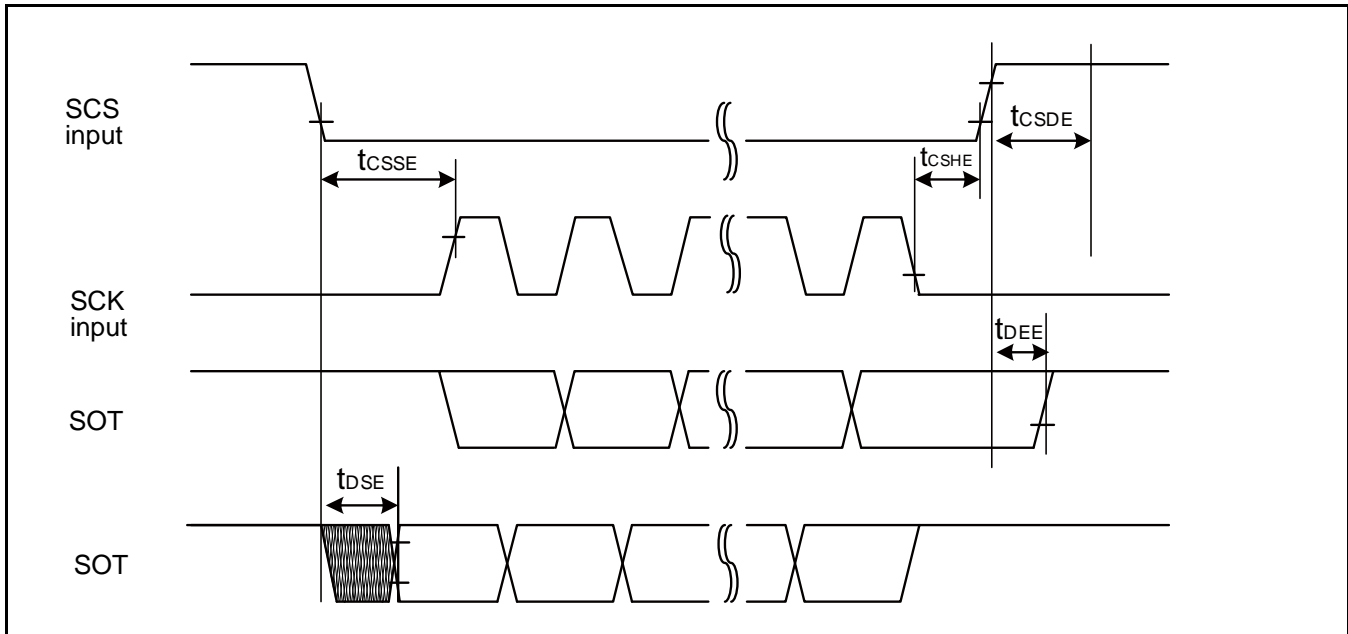 SCS
input
tCSDE
tCSSE
tCSHE
SCK
input
tDEE
SOT
tDSE
SOT